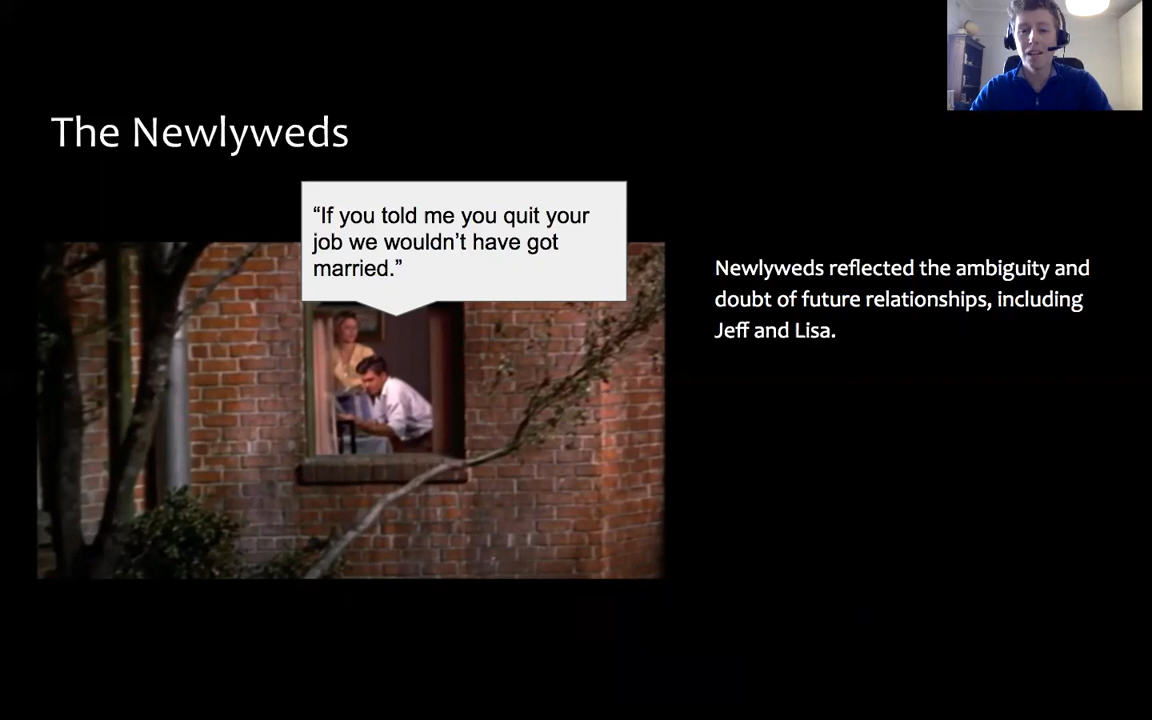 The Newlyweds
“If you told me you quit your
job we wouldn’t have got
married.”
Newlyweds reflected the ambiguity and
doubt of future relationships, including
Jeff and Lisa.